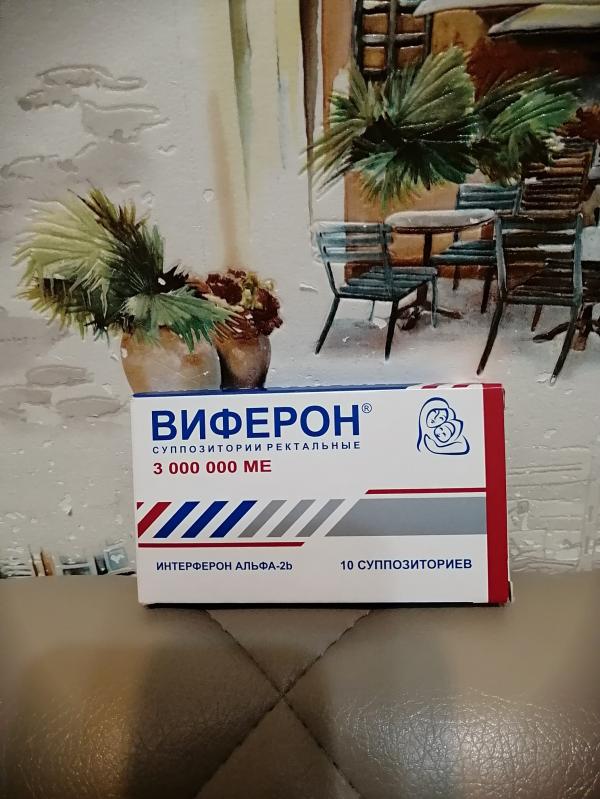 ВИФЕРОН®
СУППОЗИТОРИИ РЕКТАЛЬНЫЕ
3 000 000 МЕ
ИНТЕРФЕРОН АЛЬФА-2b
10 СУППОЗИТОРИЕВ